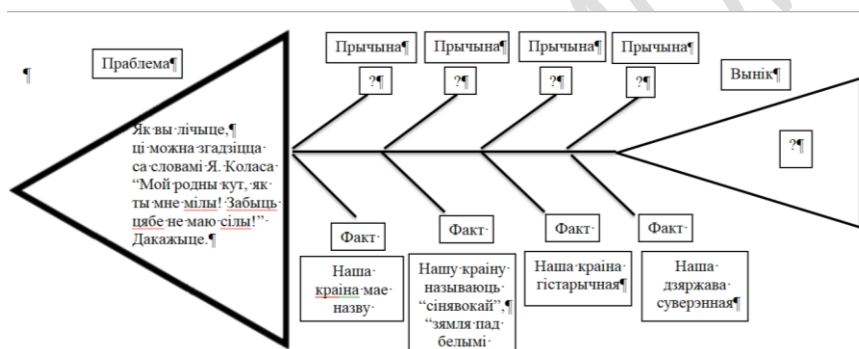 Праблема¶
Прычына¶ Прычына¶ Прычына¶ Прычына¶
?¶ ?¶ ?¶ ?¶
Вынік¶
¶
Як·вы·лічыце,¶
ці·можна·згадзіцца·
са·словамі·Я.·Коласа·
“Мой·родны·кут,·як·
ты·мне·мілы!·Забыць·
цябе·не·маю·сілы!”·
Дакажыце.¶
?¶
Факт· Факт· Факт· Факт·
Наша·
краіна·мае·
назву·
Нашу·краіну·
называюць·
“сінявокай”,¶
“зямля·пад·
белымі·
Наша·краіна·
гістарычная¶
Наша·
дзяржава·
суверэнная¶